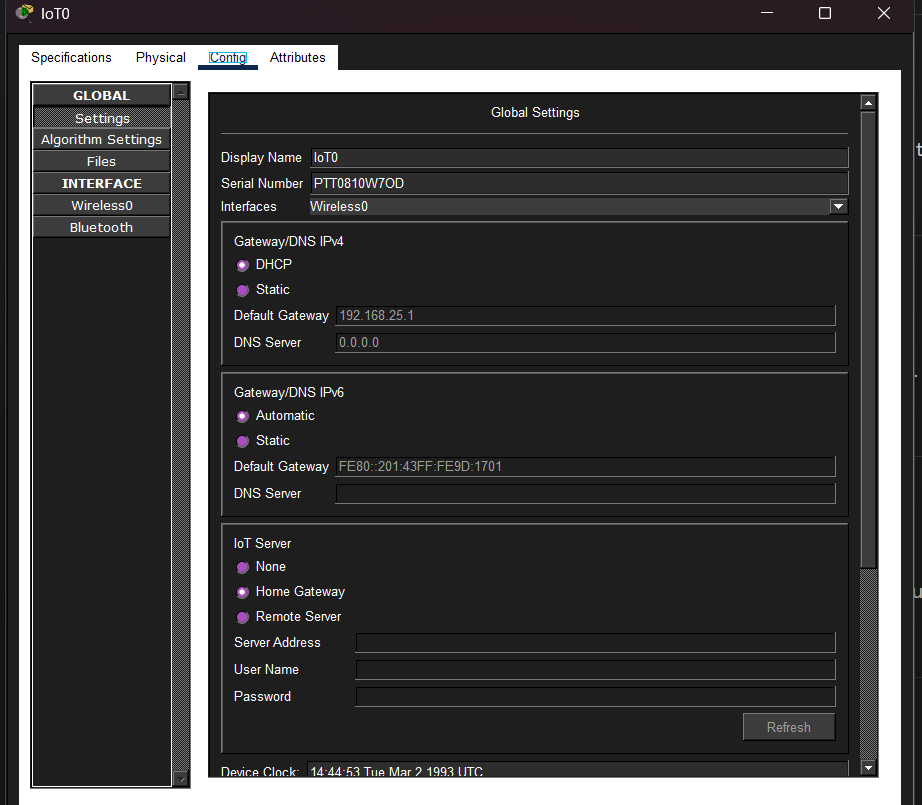 IoT0
Specifications Physical Config Attributes
GLOBAL
Settings
Algorithm Settings
Files
INTERFACE
Wireless0
Bluetooth
Global Settings
Display Name IoT0
Serial Number PTT0810W7OD
Interfaces Wireless0
Gateway/DNS IPv4
DHCP
Static
Default Gateway 192.168.25.1
DNS Server 0.0.0.0
Gateway/DNS IPv6
Automatic
Static
Default Gateway FE80::201:43FF:FE9D:1701
DNS Server
IoT Server
None
Home Gateway
Remote Server
Server Address
User Name
Password
Refresh
Device Clock: 14:44:53 Tue Mar 2 1993 UTC